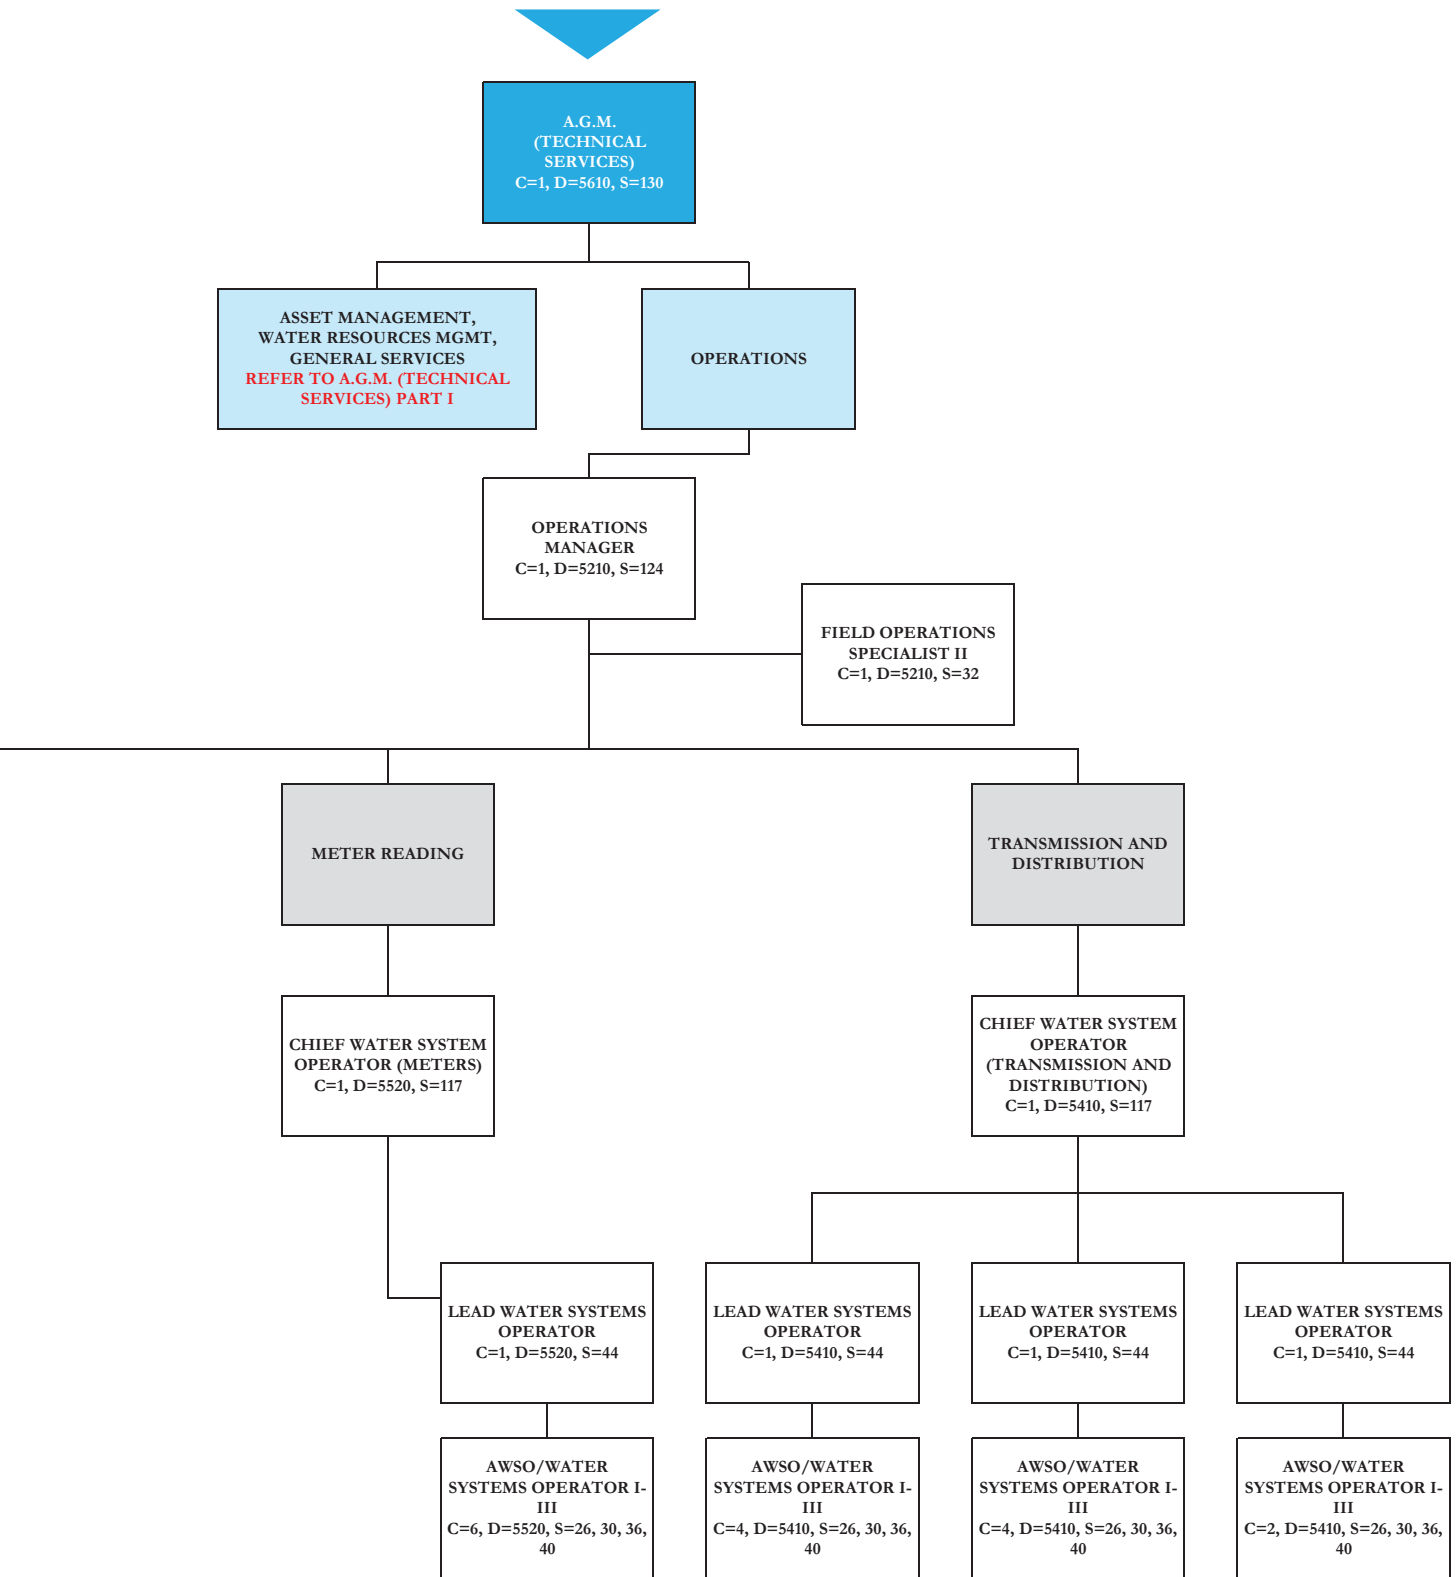 A.G.M.
(TECHNICAL
SERVICES)
C=1, D=5610, S=130
ASSET MANAGEMENT,
WATER RESOURCES MGMT,
GENERAL SERVICES
REFER TO A.G.M. (TECHNICAL
SERVICES) PART I
OPERATIONS
OPERATIONS
MANAGER
C=1, D=5210, S=124
FIELD OPERATIONS
SPECIALIST II
C=1, D=5210, S=32
METER READING
TRANSMISSION AND
DISTRIBUTION
CHIEF WATER SYSTEM
OPERATOR (METERS)
C=1, D=5520, S=117
CHIEF WATER SYSTEM
OPERATOR
(TRANSMISSION AND
DISTRIBUTION)
C=1, D=5410, S=117
LEAD WATER SYSTEMS
OPERATOR
C=1, D=5520, S=44
LEAD WATER SYSTEMS
OPERATOR
C=1, D=5410, S=44
LEAD WATER SYSTEMS
OPERATOR
C=1, D=5410, S=44
LEAD WATER SYSTEMS
OPERATOR
C=1, D=5410, S=44
AWSO/WATER
SYSTEMS OPERATOR I-
III
C=6, D=5520, S=26, 30, 36,
40
AWSO/WATER
SYSTEMS OPERATOR I-
III
C=4, D=5410, S=26, 30, 36,
40
AWSO/WATER
SYSTEMS OPERATOR I-
III
C=4, D=5410, S=26, 30, 36,
40
AWSO/WATER
SYSTEMS OPERATOR I-
III
C=2, D=5410, S=26, 30, 36,
40